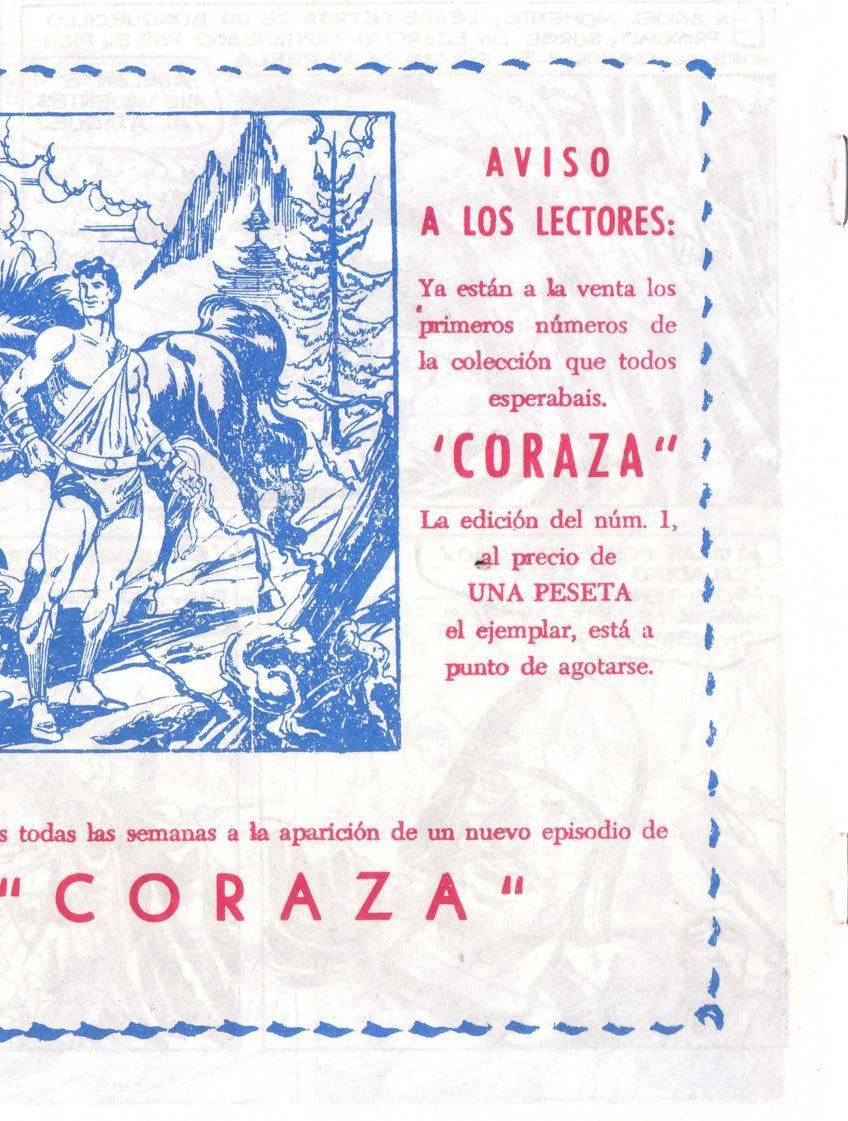 AVISO
A LOS LECTORES:
Ya están a la venta los
primeros números de
la colección que todos
esperabais.
'CORAZA"
La edición del núm. 1,
al precio de
UNA PESETA
el ejemplar, está a
punto de agotarse.
s todas las semanas a la aparición de un nuevo episodio de
"CORAZA"